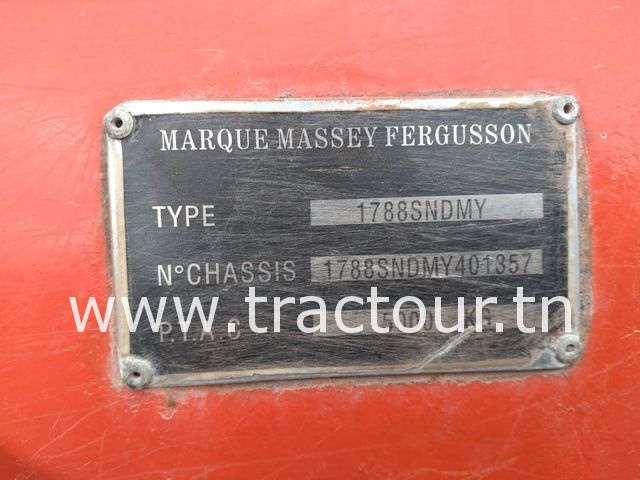 MARQUE MASSEY FERGUSSON
TYPE 1788SNDMY
N°CHASSIS 1788SNDMY401357
www.tractour.tn
P.T.A.C